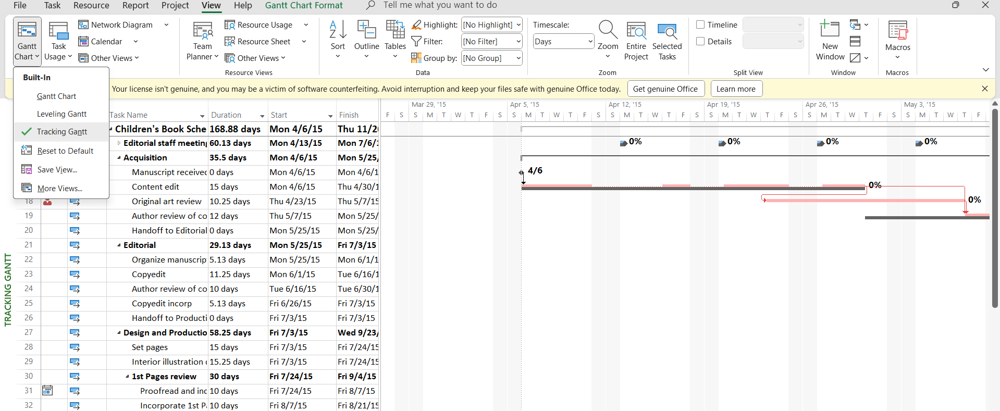 File Task Resource Report Project View Help Gantt Chart Format Tell me what you want to do
Gantt Chart
Task Usage
Network Diagram
Calendar
Other Views
Team Planner
Resource Usage
Resource Sheet
Other Views
Resource Views
Sort
Outline
Tables
Highlight: [No Highlight]
Filter: [No Filter]
Group by: [No Group]
Data
Timescale:
Days
Zoom
Entire Project
Selected Tasks
Zoom
Timeline
Details
Split View
New Window
Window
Macros
Macros
Built-In
Gantt Chart
Leveling Gantt
Tracking Gantt
Reset to Default
Save View...
More Views...
Your license isn't genuine, and you may be a victim of software counterfeiting. Avoid interruption and keep your files safe with genuine Office today. Get genuine Office Learn more
Mar 29, '15 Apr 5, '15 Apr 12, '15 Apr 19, '15 Apr 26, '15 May 3, '15
Task Name Duration Start Finish F S S M T W T F S S M T W T F S S M T W T F S S M T W T F S S M T W T F S S M T W T F
Children's Book Sche 168.88 days Mon 4/6/15 Thu 11/2
Editorial staff meeting 60.13 days Mon 4/13/15 Mon 7/6/1 0% 0% 0% 0%
Acquisition 35.5 days Mon 4/6/15 Mon 5/25/
Manuscript received 0 days Mon 4/6/15 Mon 4/6/1 4/6
Content edit 15 days Mon 4/6/15 Thu 4/30/1 0%
18 Original art review 10.25 days Thu 4/23/15 Thu 5/7/15 0%
19 Author review of co 12 days Thu 5/7/15 Mon 5/25/
20 Handoff to Editorial 0 days Mon 5/25/15 Mon 5/25/
21 Editorial 29.13 days Mon 5/25/15 Fri 7/3/15
22 Organize manuscrip 5.13 days Mon 5/25/15 Mon 6/1/1
23 Copyedit 11.25 days Mon 6/1/15 Tue 6/16/1
24 Author review of co 10 days Tue 6/16/15 Tue 6/30/1
25 Copyedit incorp 5.13 days Fri 6/26/15 Fri 7/3/15
26 Handoff to Producti 0 days Fri 7/3/15 Fri 7/3/15
27 Design and Productio 58.25 days Fri 7/3/15 Wed 9/23/
28 Set pages 15 days Fri 7/3/15 Fri 7/24/15
29 Interior illustration 15.25 days Fri 7/3/15 Fri 7/24/15
30 1st Pages review 30 days Fri 7/24/15 Fri 9/4/15
31 Proofread and inc 10 days Fri 7/24/15 Fri 8/7/15
32 Incorporate 1st P 10 days Fri 8/7/15 Fri 8/21/15
TRACKING GANTT